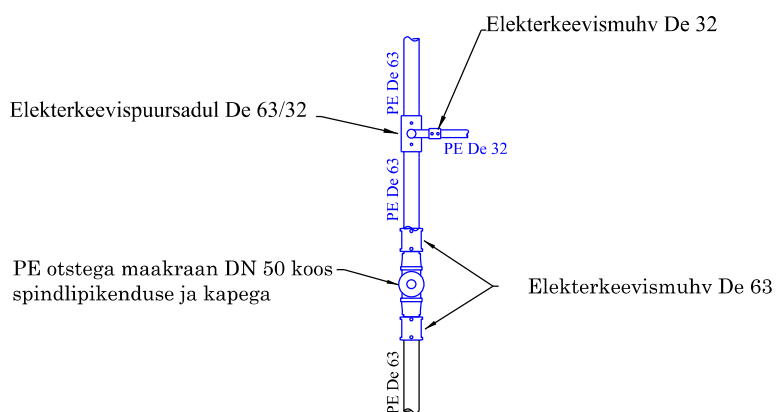 Elekterkeevismuhv De 32
PE De 63
Elekterkeevispuursadul De 63/32
PE De 32
PE De 63
PE otstega maakraan DN 50 koos
spindlipikenduse ja kapega
Elekterkeevismuhv De 63
PE De 63